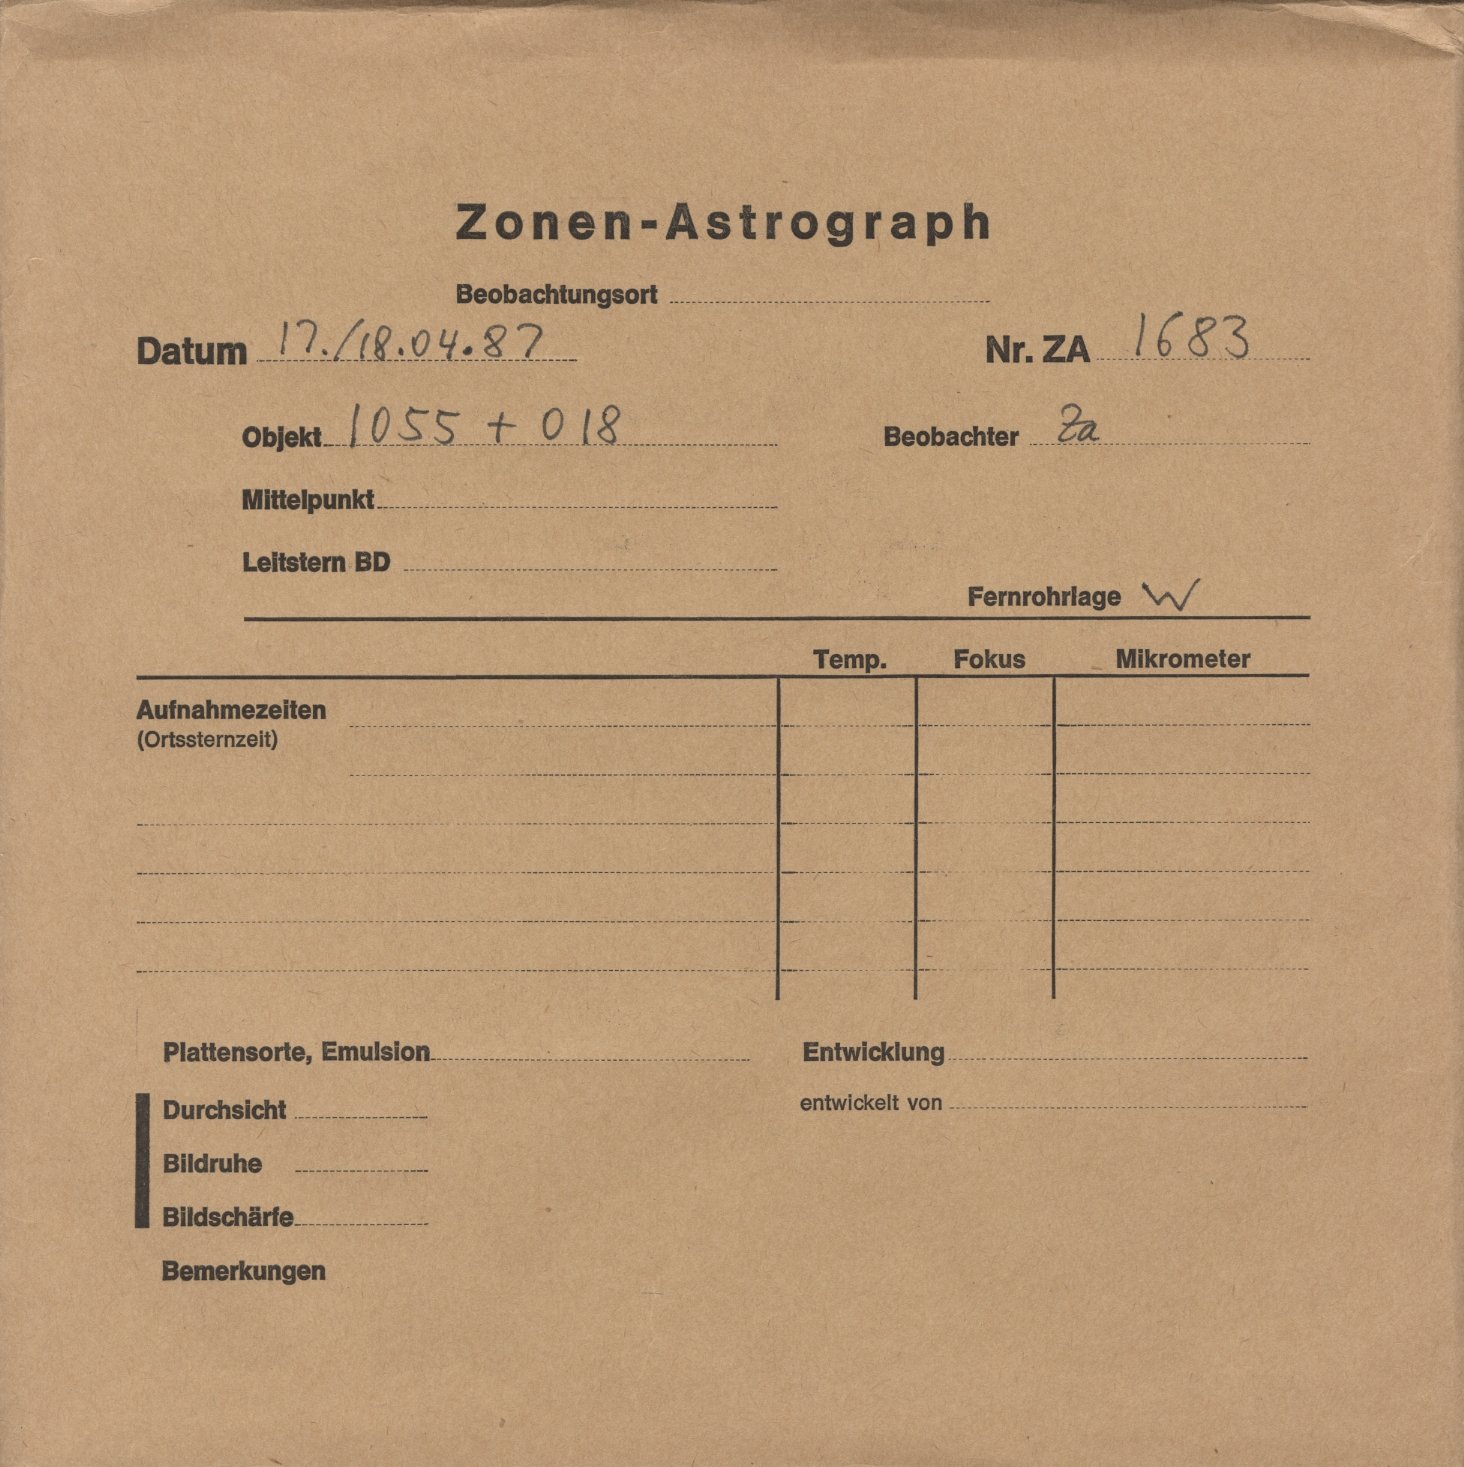 Zonen-Astrograph
Beobachtungsort
Datum 17./18.04.87
Nr. ZA 1683
Objekt 1055 + 018
Beobachter Za
Mittelpunkt
Leitstern BD
Fernrohrlage W
Temp. Fokus Mikrometer
Aufnahmezeiten
(Ortssternzeit)
Plattensorte, Emulsion
Entwicklung
Durchsicht
entwickelt von
Bildruhe
Bildschärfe
Bemerkungen